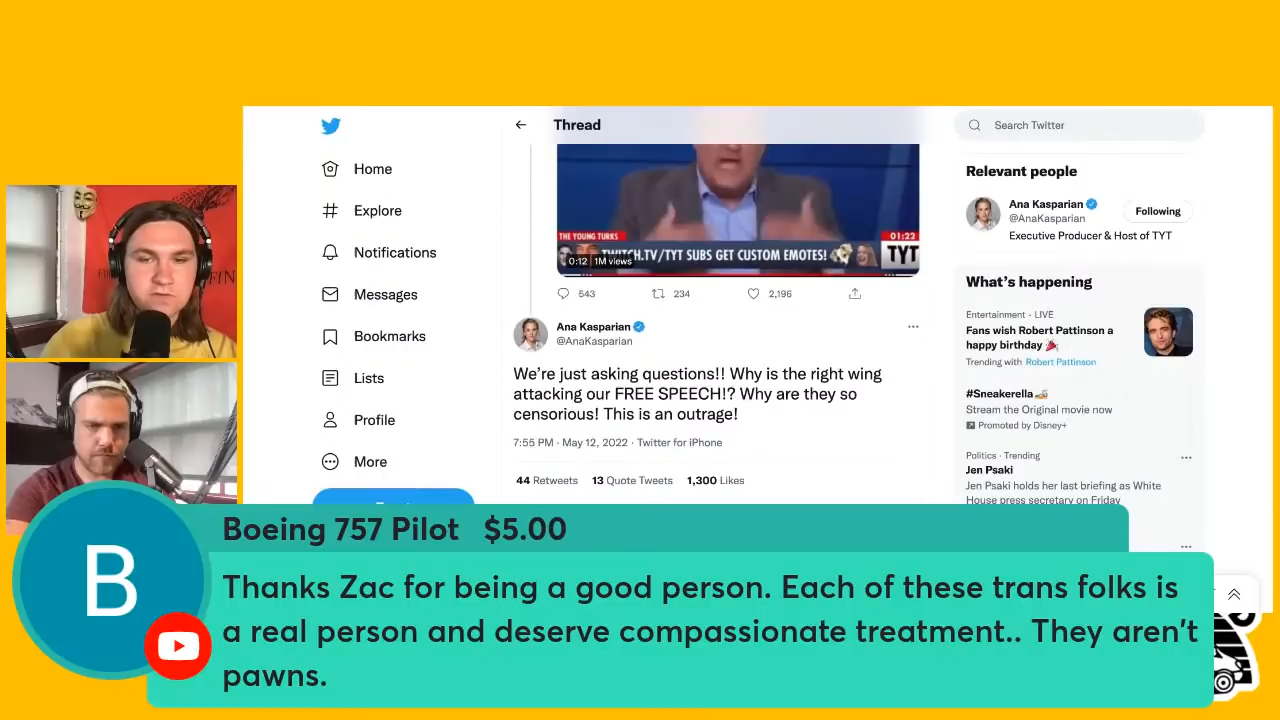 Home
Explore
Notifications
Messages
Bookmarks
Lists
Profile
More
Thread
THE YOUNG TURKS
TWITCH.TV/TYT SUBS GET CUSTOM EMOTES!
01:22
TYT
0:12 1M views
543
234
2,196
Ana Kasparian
@AnaKasparian
We're just asking questions!! Why is the right wing
attacking our FREE SPEECH!? Why are they so
censorious! This is an outrage!
7:55 PM · May 12, 2022 · Twitter for iPhone
44 Retweets 13 Quote Tweets 1,300 Likes
Search Twitter
Relevant people
Ana Kasparian
@AnaKasparian
Following
Executive Producer & Host of TYT
What's happening
Entertainment · LIVE
Fans wish Robert Pattinson a
happy birthday
Trending with Robert Pattinson
#Sneakerella
Stream the Original movie now
Promoted by Disney+
Politics · Trending
Jen Psaki
Jen Psaki holds her last briefing as White
House press secretary on Friday
B
Boeing 757 Pilot $5.00
Thanks Zac for being a good person. Each of these trans folks is
a real person and deserve compassionate treatment.. They aren't
pawns.